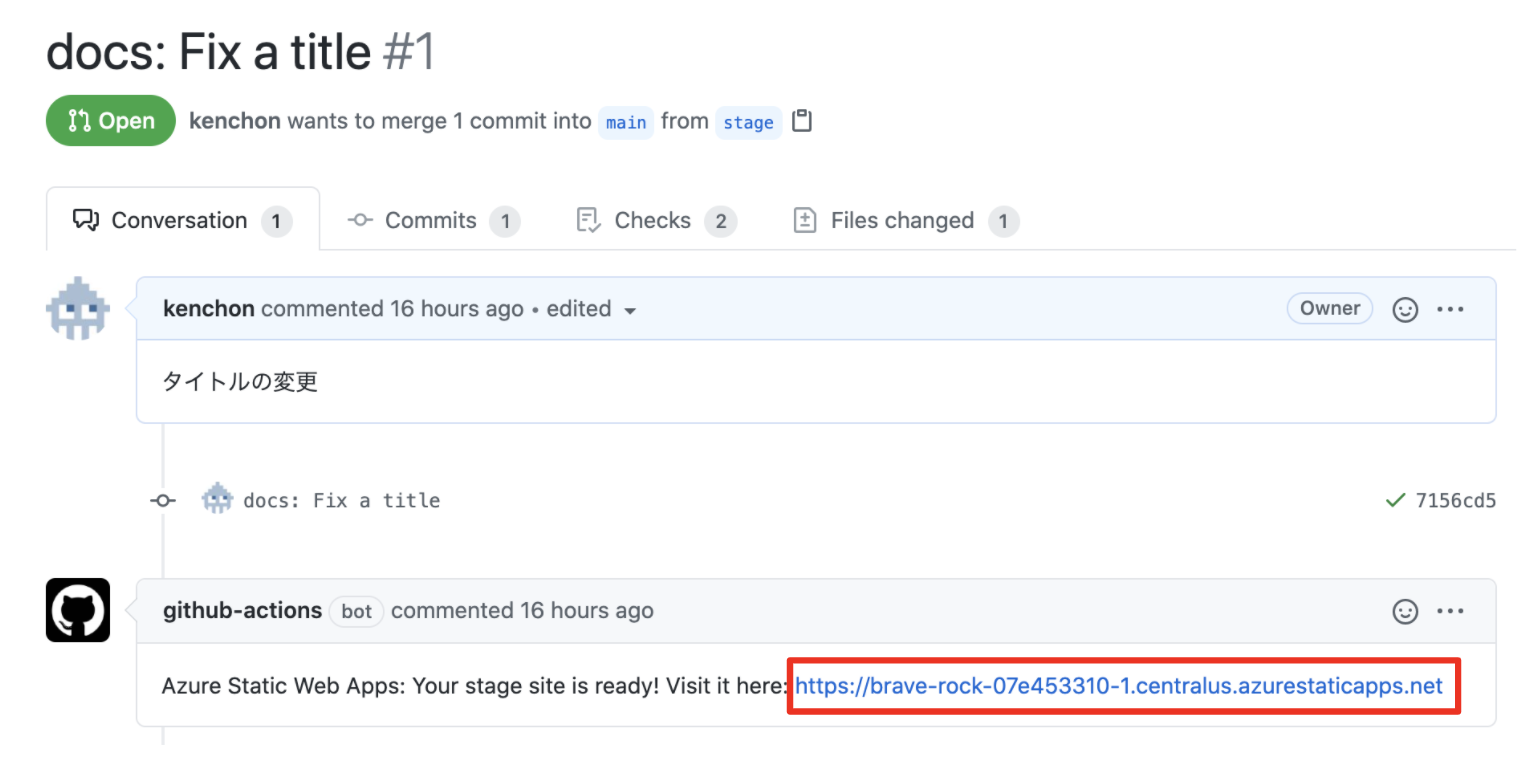 docs: Fix a title #1
Open kenchon wants to merge 1 commit into main from stage
Conversation 1 Commits 1 Checks 2 Files changed 1
kenchon commented 16 hours ago • edited Owner
タイトルの変更
docs: Fix a title 7156cd5
github-actions bot commented 16 hours ago
Azure Static Web Apps: Your stage site is ready! Visit it here: https://brave-rock-07e453310-1.centralus.azurestaticapps.net